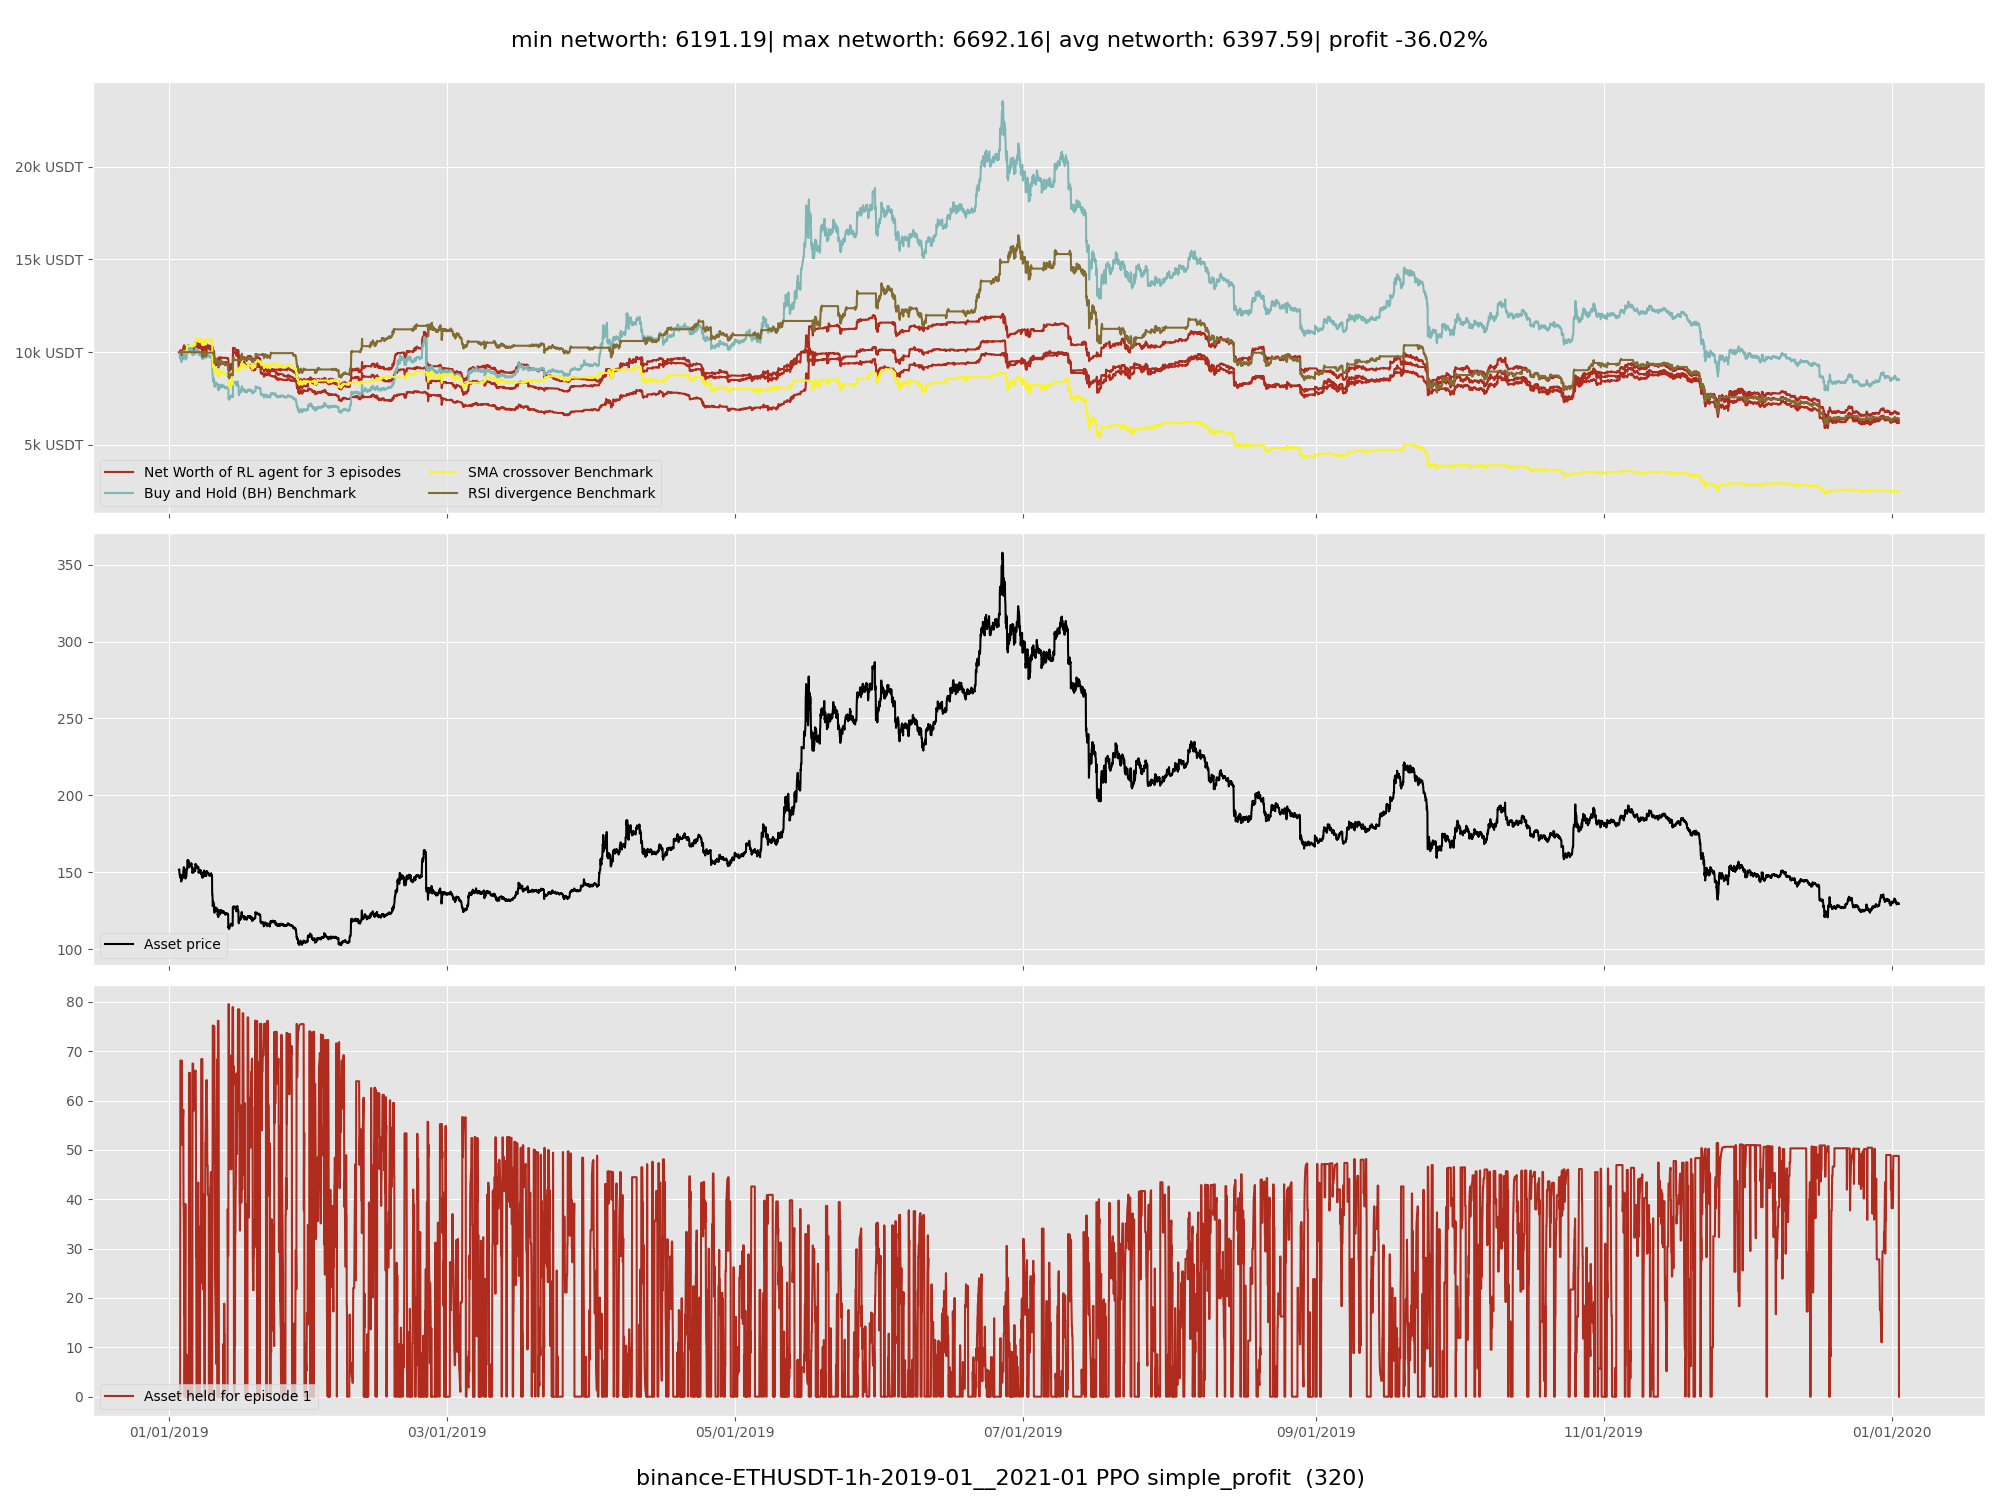 min networth: 6191.19| max networth: 6692.16| avg networth: 6397.59| profit -36.02%
20k USDT
15k USDT
10k USDT
5k USDT
Net Worth of RL agent for 3 episodes
Buy and Hold (BH) Benchmark
SMA crossover Benchmark
RSI divergence Benchmark
350
300
250
200
150
100
Asset price
80
70
60
50
40
30
20
10
0
Asset held for episode 1
01/01/2019 03/01/2019 05/01/2019 07/01/2019 09/01/2019 11/01/2019 01/01/2020
binance-ETHUSDT-1h-2019-01__2021-01 PPO simple_profit  (320)